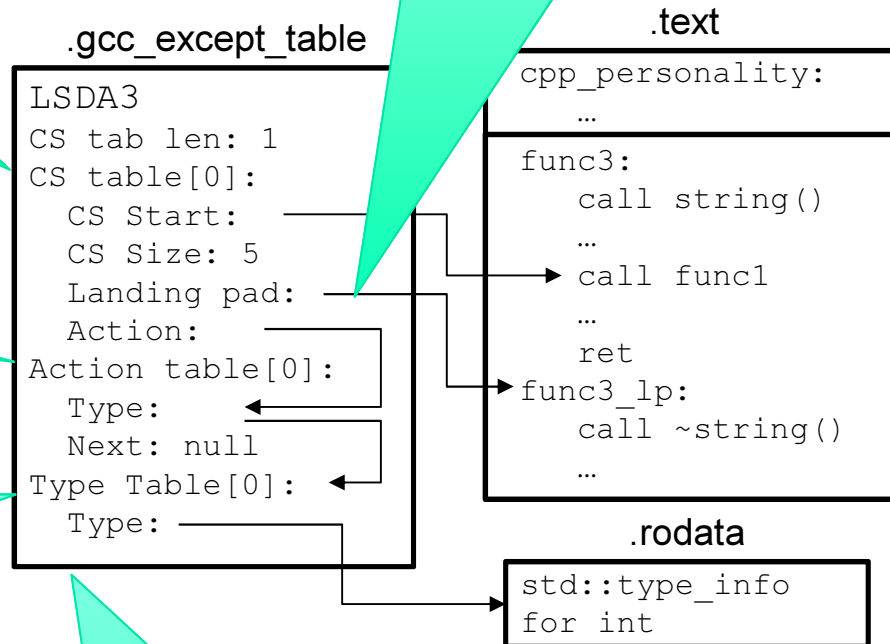 .gcc_except_table
LSDA3
CS tab len: 1
CS table[0]:
CS Start:
CS Size: 5
Landing pad:
Action:
Action table[0]:
Type:
Next: null
Type Table[0]:
Type:
.text
cpp_personality:
…
func3:
call string()
…
call func1
…
ret
func3_lp:
call ~string()
…
.rodata
std::type_info
for int